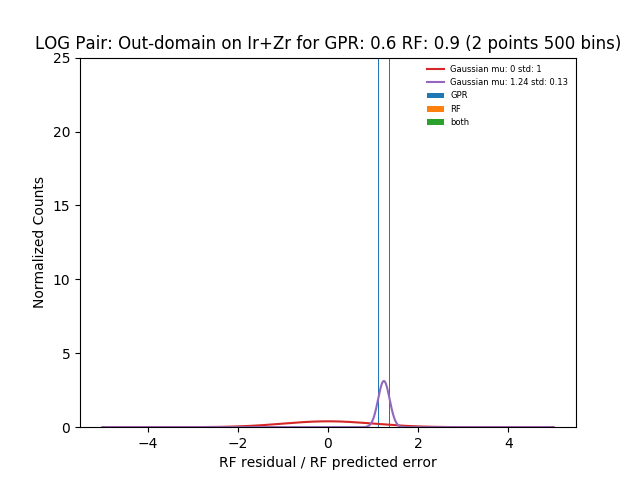 LOG Pair: Out-domain on Ir+Zr for GPR: 0.6 RF: 0.9 (2 points 500 bins)
Gaussian mu: 0 std: 1
Gaussian mu: 1.24 std: 0.13
GPR
RF
both
25
20
15
10
5
0
Normalized Counts
−4 −2 0 2 4
RF residual / RF predicted error